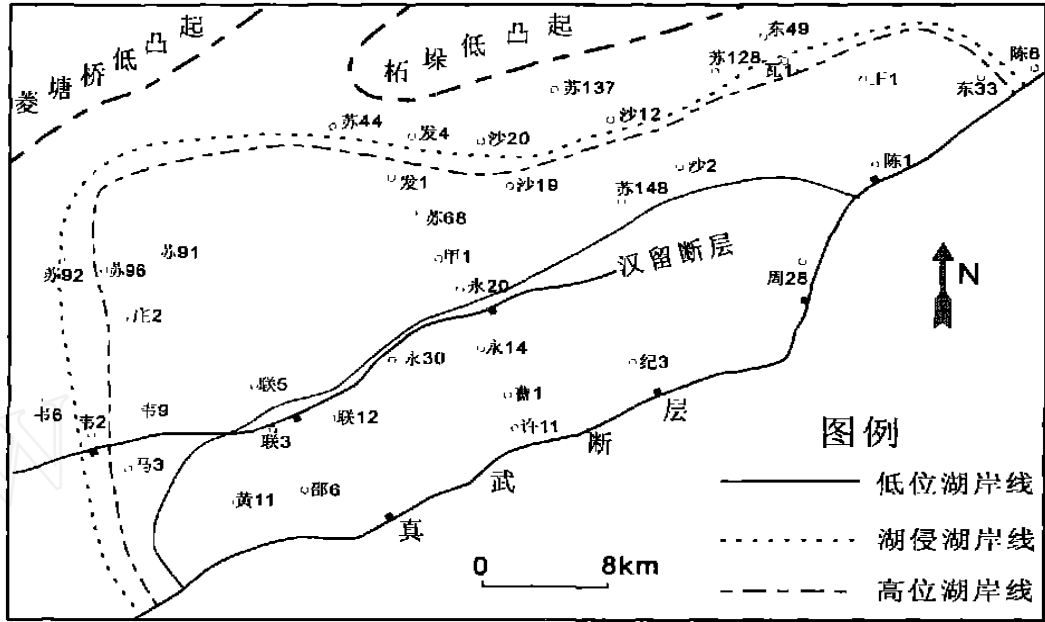 菱塘桥低凸起
柘垛低凸起
东49
陈8
苏128
瓦1
东33
苏137
沙12
苏44
发4
沙20
陈1
沙2
发1
沙19
苏148
苏68
苏91
汉留断层
N
苏92
苏96
永20
周28
庄2
永14
永30
纪3
联5
曹1
韦6
韦9
韦2
联12
许11
联3
马3
邵6
黄11
真武断层
图例
低位湖岸线
湖侵湖岸线
高位湖岸线
0 8km